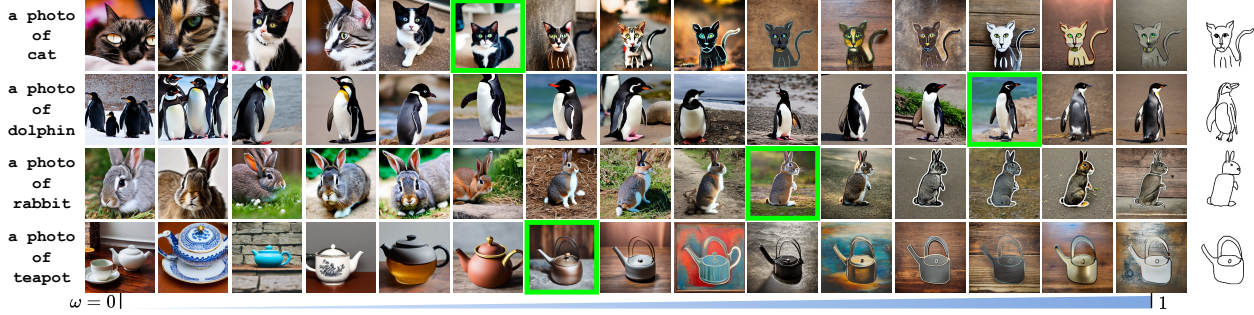 a photo
of
cat
a photo
of
dolphin
a photo
of
rabbit
a photo
of
teapot
ω = 0
1